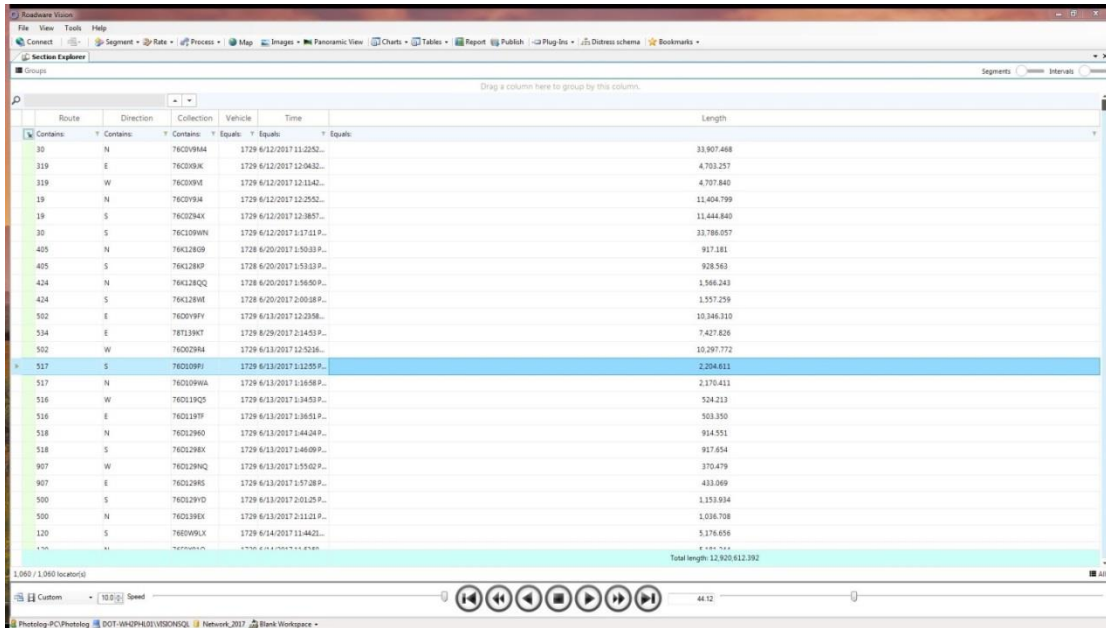 Roadware Vision
File View Tools Help
Connect Segment Rate Process Map Images Panoramic View Charts Tables Report Publish Plug-Ins Distress schema Bookmarks
Section Explorer
Groups Segments Intervals
Drag a column here to group by this column.
Route Direction Collection Vehicle Time Length
Contains: Contains: Contains: Equals: Equals: Equals:
30 N 76C0V9M4 1729 6/12/2017 11:22:52... 33,907.468
319 E 76C0X9JK 1729 6/12/2017 12:04:32... 4,703.257
319 W 76C0X9VI 1729 6/12/2017 12:11:42... 4,707.840
19 N 76C0Y9J4 1729 6/12/2017 12:25:52... 11,404.799
19 S 76C0Z94X 1729 6/12/2017 12:38:57... 11,444.840
30 S 76C109WN 1729 6/12/2017 1:17:11 P... 33,786.057
405 N 76K128G9 1728 6/20/2017 1:50:33 P... 917.181
405 S 76K128KP 1728 6/20/2017 1:53:13 P... 928.563
424 N 76K128QQ 1728 6/20/2017 1:56:50 P... 1,566.243
424 S 76K128WI 1728 6/20/2017 2:00:18 P... 1,557.259
502 E 76D0Y9FY 1729 6/13/2017 12:23:58... 10,346.310
534 E 78T139KT 1729 8/29/2017 2:14:53 P... 7,427.826
502 W 76D0Z9R4 1729 6/13/2017 12:52:16... 10,297.772
517 S 76D109PJ 1729 6/13/2017 1:12:55 P... 2,204.611
517 N 76D109WA 1729 6/13/2017 1:16:58 P... 2,170.411
516 W 76D119Q5 1729 6/13/2017 1:34:53 P... 524.213
516 E 76D119TF 1729 6/13/2017 1:36:51 P... 503.350
518 N 76D12960 1729 6/13/2017 1:44:24 P... 914.551
518 S 76D1298X 1729 6/13/2017 1:46:09 P... 917.654
907 W 76D129NQ 1729 6/13/2017 1:55:02 P... 370.479
907 E 76D129RS 1729 6/13/2017 1:57:28 P... 433.069
500 S 76D129YD 1729 6/13/2017 2:01:25 P... 1,153.934
500 N 76D139EX 1729 6/13/2017 2:11:21 P... 1,036.708
120 S 76E0W9LX 1729 6/14/2017 11:44:21... 5,176.656
Total length: 12,920,612.392
1,060 / 1,060 locator(s) All
Custom 10.0 Speed 44.12
Photolog-PC\Photolog DOT-WH2PHL01\VISIONSQL Network_2017 Blank Workspace